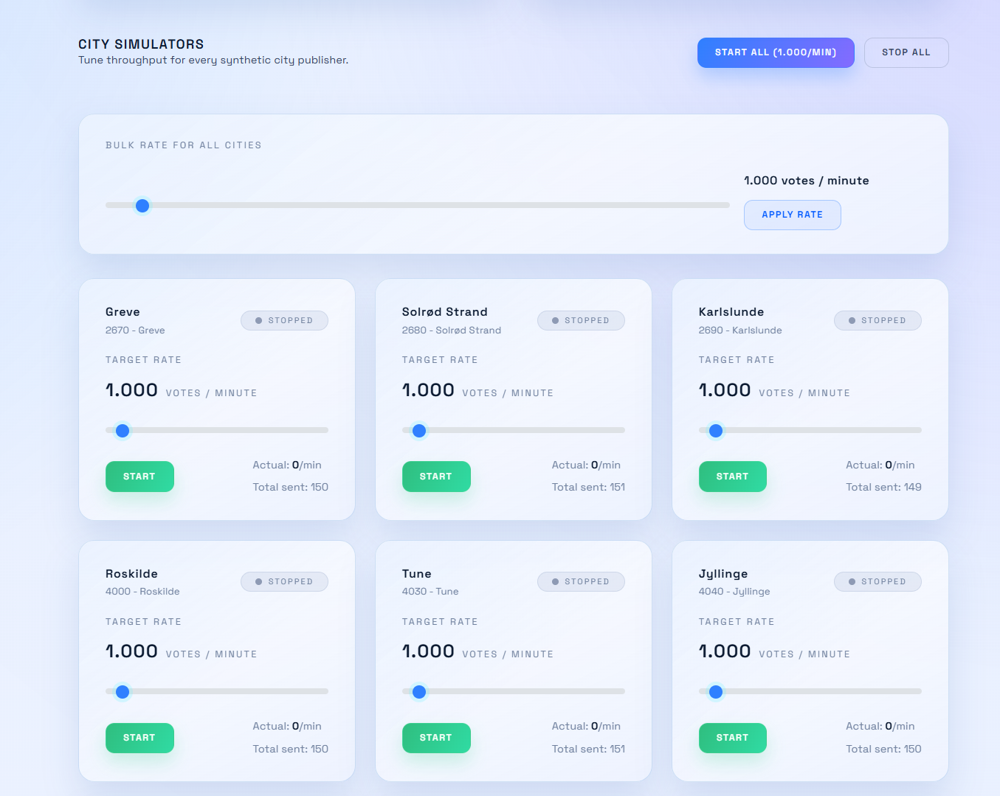 CITY SIMULATORS
Tune throughput for every synthetic city publisher.
START ALL (1.000/MIN)
STOP ALL
BULK RATE FOR ALL CITIES
1.000 votes / minute
APPLY RATE
Greve
2670 - Greve
STOPPED
TARGET RATE
1.000 VOTES / MINUTE
START
Actual: 0/min
Total sent: 150
Solrød Strand
2680 - Solrød Strand
STOPPED
TARGET RATE
1.000 VOTES / MINUTE
START
Actual: 0/min
Total sent: 151
Karlslunde
2690 - Karlslunde
STOPPED
TARGET RATE
1.000 VOTES / MINUTE
START
Actual: 0/min
Total sent: 149
Roskilde
4000 - Roskilde
STOPPED
TARGET RATE
1.000 VOTES / MINUTE
START
Actual: 0/min
Total sent: 150
Tune
4030 - Tune
STOPPED
TARGET RATE
1.000 VOTES / MINUTE
START
Actual: 0/min
Total sent: 151
Jyllinge
4040 - Jyllinge
STOPPED
TARGET RATE
1.000 VOTES / MINUTE
START
Actual: 0/min
Total sent: 150